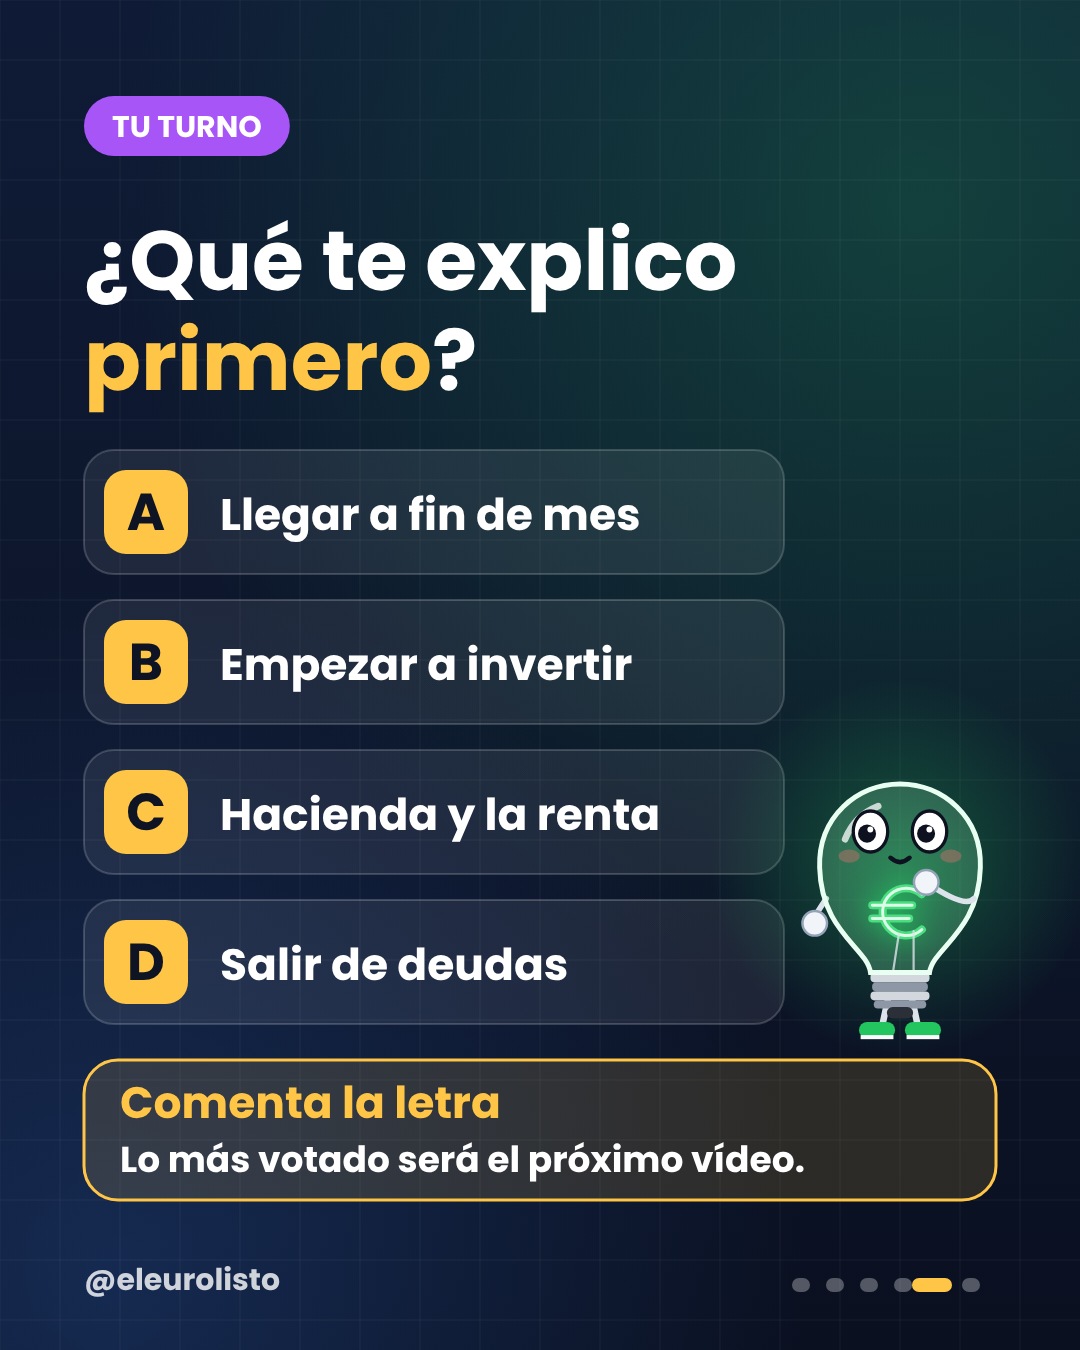 TU TURNO
¿Qué te explico
primero?
A Llegar a fin de mes
B Empezar a invertir
C Hacienda y la renta
D Salir de deudas
€
Comenta la letra
Lo más votado será el próximo vídeo.
@eleurolisto